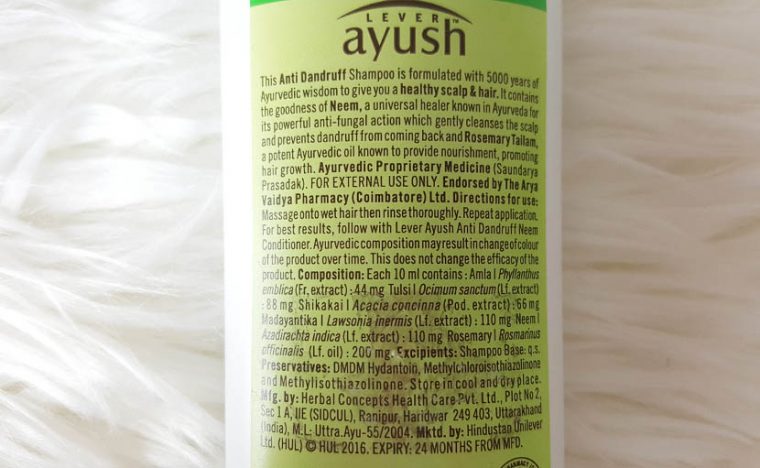 LEVER
ayush™
This Anti Dandruff Shampoo is formulated with 5000 years of
Ayurvedic wisdom to give you a healthy scalp & hair. It contains
the goodness of Neem, a universal healer known in Ayurveda for
its powerful anti-fungal action which gently cleanses the scalp
and prevents dandruff from coming back and Rosemary Tailam,
a potent Ayurvedic oil known to provide nourishment, promoting
hair growth. Ayurvedic Proprietary Medicine (Saundarya
Prasadak). FOR EXTERNAL USE ONLY. Endorsed by The Arya
Vaidya Pharmacy (Coimbatore) Ltd. Directions for use:
Massage onto wet hair then rinse thoroughly. Repeat application.
For best results, follow with Lever Ayush Anti Dandruff Neem
Conditioner. Ayurvedic composition may result in change of colour
of the product over time. This does not change the efficacy of the
product. Composition: Each 10 ml contains : Amla | Phyllanthus
emblica (Fr. extract) : 44 mg Tulsi | Ocimum sanctum (Lf. extract)
: 88 mg Shikakai | Acacia concinna (Pod. extract) : 66 mg
Madayantika | Lawsonia inermis (Lf. extract) : 110 mg Neem |
Azadirachta indica (Lf. extract) : 110 mg Rosemary | Rosmarinus
officinalis (Lf. oil) : 200 mg. Excipients: Shampoo Base: q.s.
Preservatives: DMDM Hydantoin, Methylchloroisothiazolinone
and Methylisothiazolinone. Store in cool and dry place.
Mfg. by: Herbal Concepts Health Care Pvt. Ltd., Plot No 2,
Sec 1 A, IIE (SIDCUL), Ranipur, Haridwar 249 403, Uttarakhand
(India), M.L: Uttra.Ayu-55/2004. Mktd. by: Hindustan Unilever
Ltd. (HUL) © HUL 2016. EXPIRY: 24 MONTHS FROM MFD.